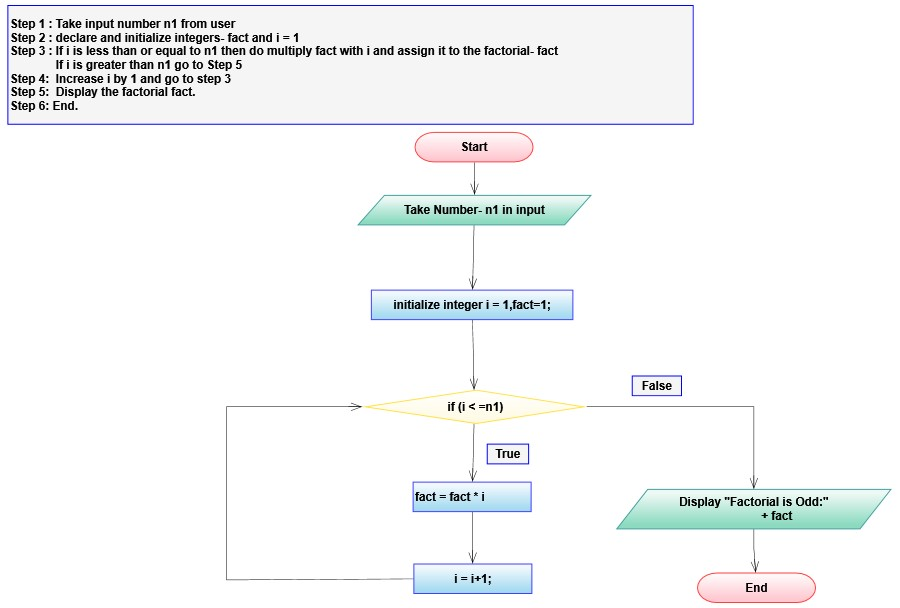 Step 1 : Take input number n1 from user
Step 2 : declare and initialize integers- fact and i = 1
Step 3 : If i is less than or equal to n1 then do multiply fact with i and assign it to the factorial- fact
If i is greater than n1 go to Step 5
Step 4: Increase i by 1 and go to step 3
Step 5: Display the factorial fact.
Step 6: End.
Start
Take Number- n1 in input
initialize integer i = 1,fact=1;
False
if (i < =n1)
True
fact = fact * i
Display "Factorial is Odd:"
+ fact
i = i+1;
End